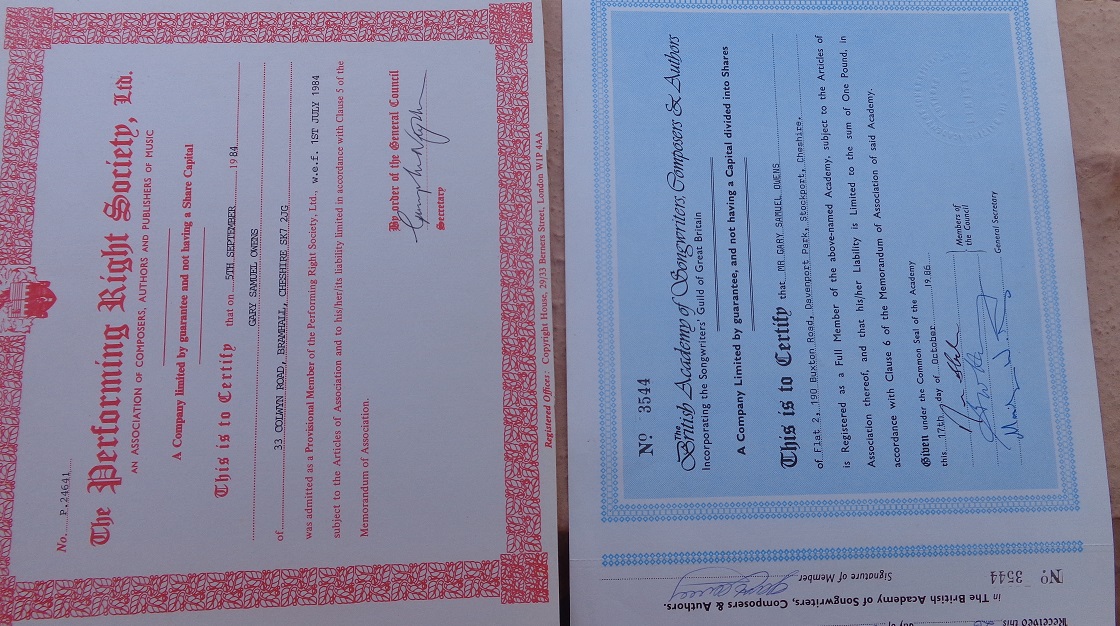 No. P.24641
The Performing Right Society, Ltd.
AN ASSOCIATION OF COMPOSERS, AUTHORS AND PUBLISHERS OF MUSIC
A Company limited by guarantee and not having a Share Capital
This is to Certify that on 5TH SEPTEMBER 1984
GARY SAMUEL OWENS
of 33 COLWYN ROAD, BRAMHALL, CHESHIRE SK7 2JG
was admitted as a Provisional Member of the Performing Right Society, Ltd., w.e.f. 1ST JULY 1984
subject to the Articles of Association and to his/her/its liability limited in accordance with Clause 5 of the
Memorandum of Association.
By order of the General Council
Secretary
Registered Offices: Copyright House, 29/33 Berners Street, London W1P 4AA
No 3544
The British Academy of Songwriters Composers & Authors
Incorporating the Songwriters' Guild of Great Britain
A Company Limited by guarantee, and not having a Capital divided into Shares
This is to Certify that MR GARY SAMUEL OWENS
of Flat 2, 190 Buxton Road, Davenport Park, Stockport, Cheshire,
is Registered as a Full Member of the above-named Academy, subject to the Articles of
Association thereof, and that his/her Liability is Limited to the sum of One Pound, in
accordance with Clause 6 of the Memorandum of Association of said Academy.
Given under the Common Seal of the Academy
this 17th day of October 1986
Members of
the Council
General Secretary
Signature of Member
No 3544
in The British Academy of Songwriters, Composers & Authors.
Received this day of